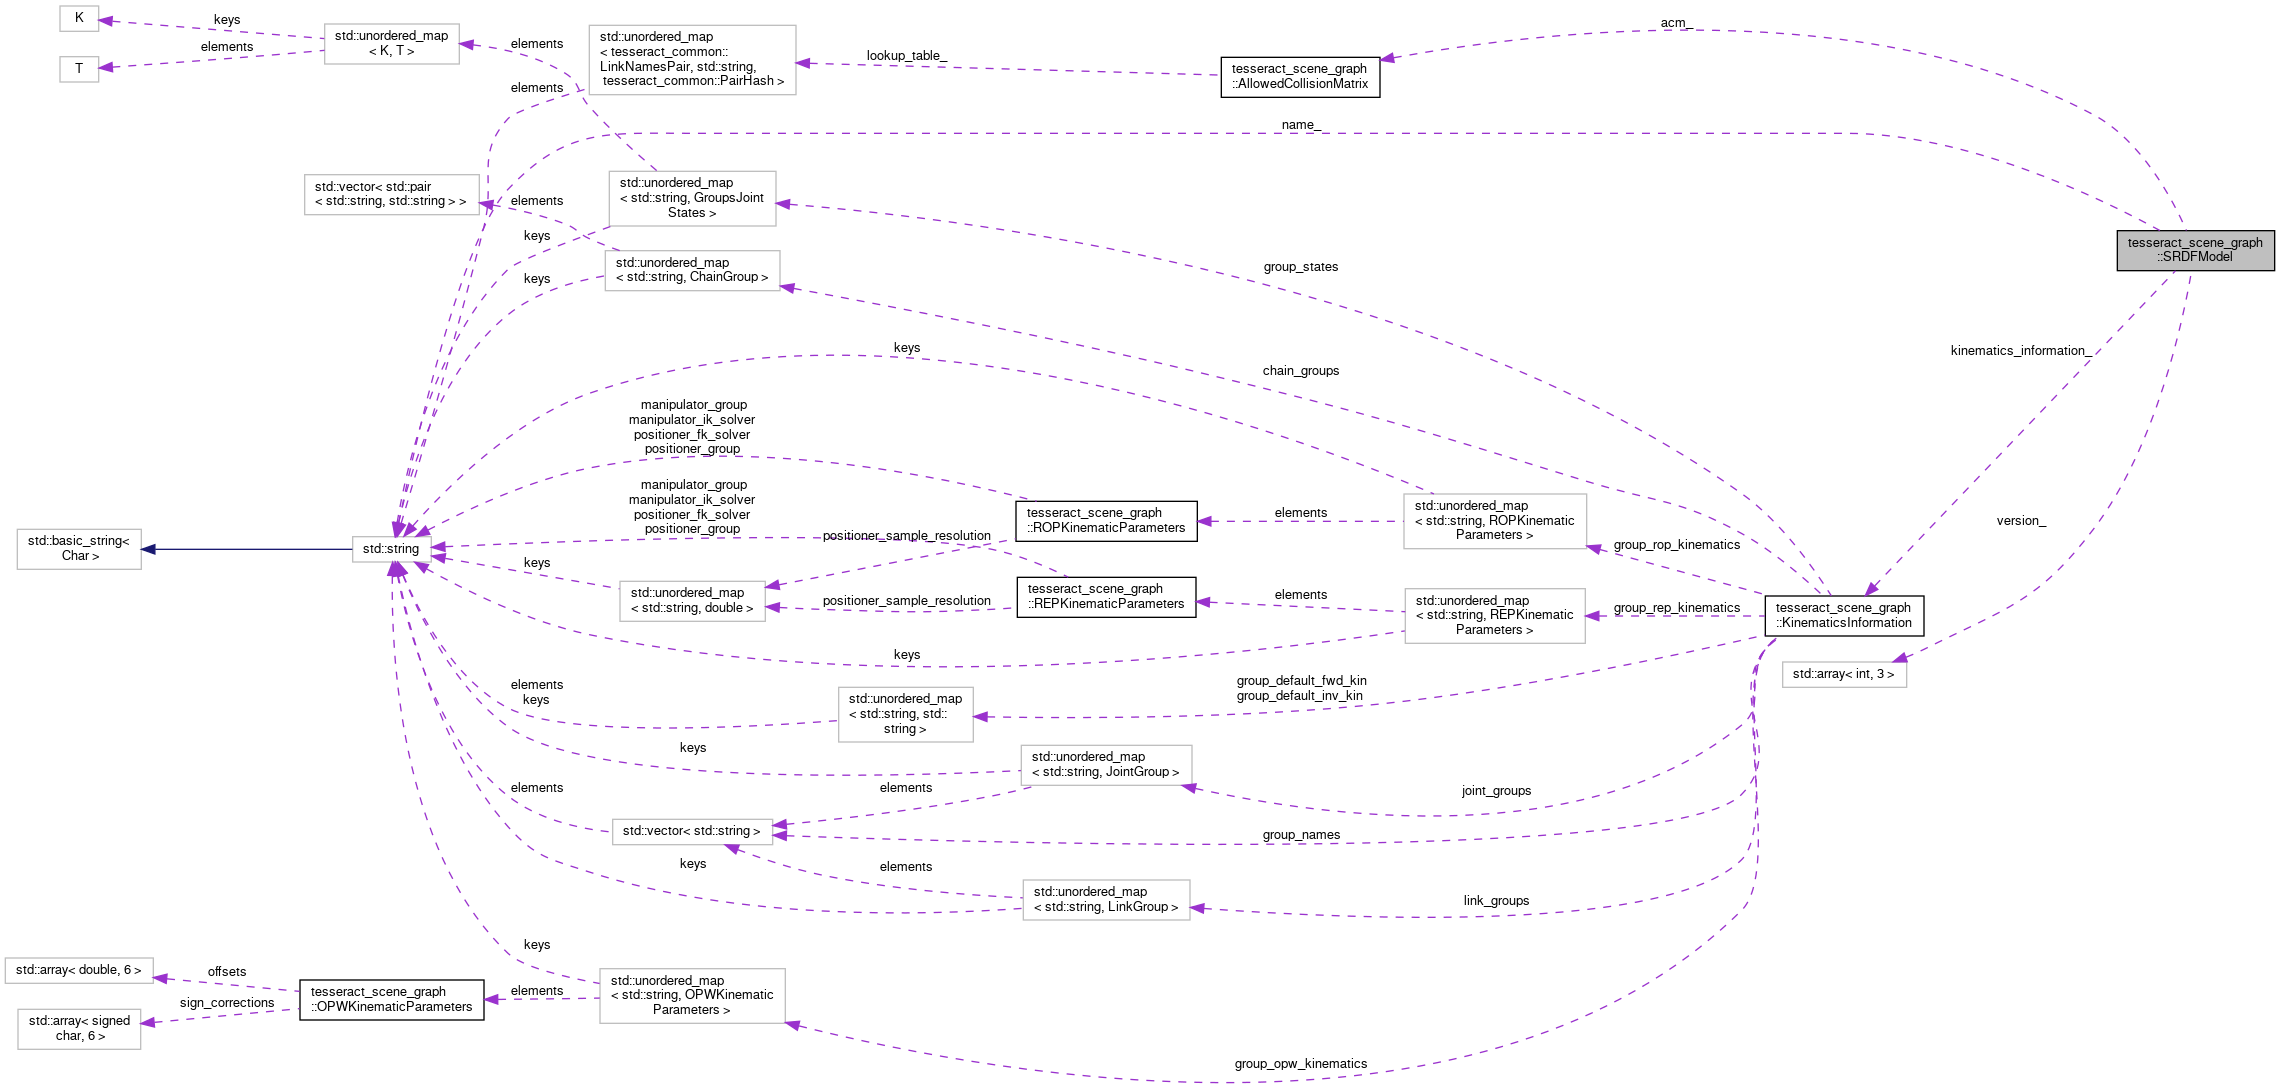 K
keys
T
elements
std::unordered_map
< K, T >
elements
elements
std::unordered_map
< tesseract_common::
LinkNamesPair, std::string,
tesseract_common::PairHash >
lookup_table_
tesseract_scene_graph
::AllowedCollisionMatrix
acm_
name_
std::vector< std::pair
< std::string, std::string > >
elements
keys
std::unordered_map
< std::string, GroupsJoint
States >
keys
std::unordered_map
< std::string, ChainGroup >
group_states
tesseract_scene_graph
::SRDFModel
kinematics_information_
chain_groups
keys
manipulator_group
manipulator_ik_solver
positioner_fk_solver
positioner_group
manipulator_group
manipulator_ik_solver
positioner_fk_solver
positioner_group
tesseract_scene_graph
::ROPKinematicParameters
elements
std::unordered_map
< std::string, ROPKinematic
Parameters >
group_rop_kinematics
version_
std::basic_string<
Char >
std::string
keys
positioner_sample_resolution
std::unordered_map
< std::string, double >
positioner_sample_resolution
tesseract_scene_graph
::REPKinematicParameters
elements
std::unordered_map
< std::string, REPKinematic
Parameters >
group_rep_kinematics
tesseract_scene_graph
::KinematicsInformation
keys
std::array< int, 3 >
elements
keys
std::unordered_map
< std::string, std::
string >
group_default_fwd_kin
group_default_inv_kin
keys
std::unordered_map
< std::string, JointGroup >
elements
elements
joint_groups
std::vector< std::string >
group_names
keys
elements
std::unordered_map
< std::string, LinkGroup >
link_groups
keys
std::array< double, 6 >
offsets
sign_corrections
std::array< signed
char, 6 >
tesseract_scene_graph
::OPWKinematicParameters
elements
std::unordered_map
< std::string, OPWKinematic
Parameters >
group_opw_kinematics